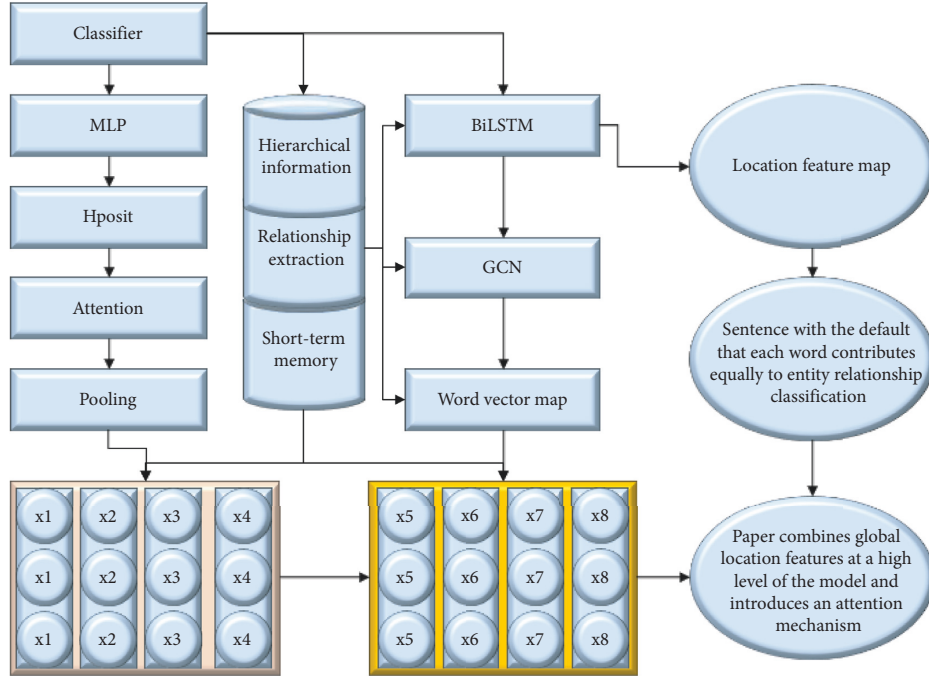 Classifier
MLP
Hposit
Attention
Pooling
Hierarchical
information
Relationship
extraction
Short-term
memory
BiLSTM
GCN
Word vector map
Location feature map
Sentence with the default
that each word contributes
equally to entity relationship
classification
Paper combines global
location features at a high
level of the model and
introduces an attention
mechanism
x1 x2 x3 x4
x1 x2 x3 x4
x1 x2 x3 x4
x5 x6 x7 x8
x5 x6 x7 x8
x5 x6 x7 x8